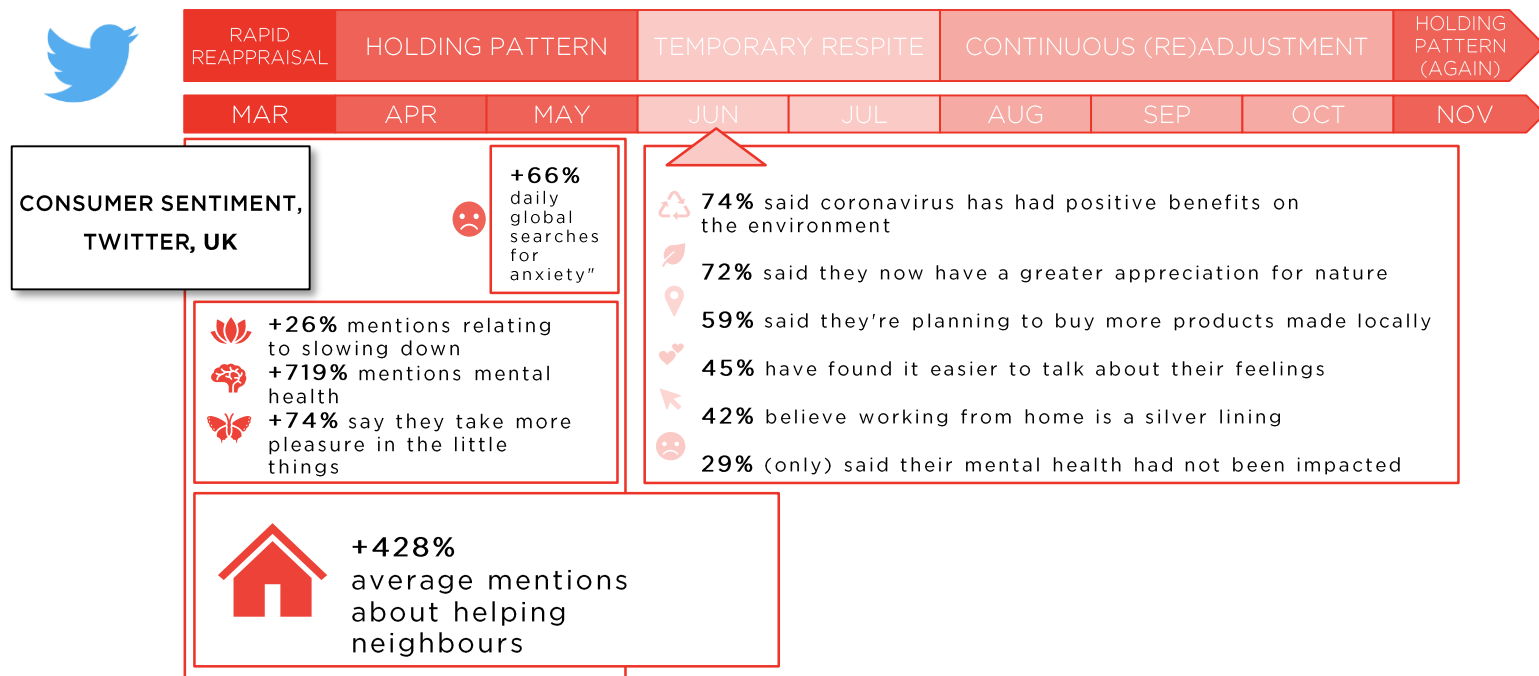 RAPID
REAPPRAISAL
HOLDING PATTERN
TEMPORARY RESPITE
CONTINUOUS (RE)ADJUSTMENT
HOLDING
PATTERN
(AGAIN)
MAR
APR
MAY
JUN
JUL
AUG
SEP
OCT
NOV
CONSUMER SENTIMENT,
TWITTER, UK
+66%
daily
global
searches
for
anxiety"
+26% mentions relating
to slowing down
+719% mentions mental
health
+74% say they take more
pleasure in the little
things
+428%
average mentions
about helping
neighbours
74% said coronavirus has had positive benefits on
the environment
72% said they now have a greater appreciation for nature
59% said they're planning to buy more products made locally
45% have found it easier to talk about their feelings
42% believe working from home is a silver lining
29% (only) said their mental health had not been impacted